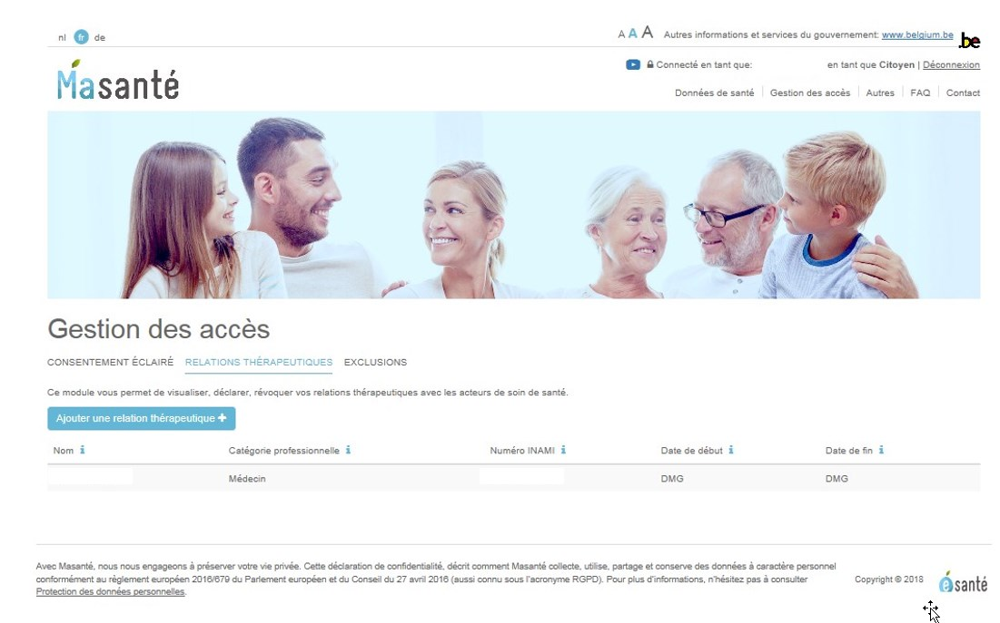 nl fr de
A A A Autres informations et services du gouvernement: www.belgium.be
.be
Masanté
Connecté en tant que: en tant que Citoyen | Déconnexion
Données de santé | Gestion des accès | Autres | FAQ | Contact
Gestion des accès
CONSENTEMENT ÉCLAIRÉ RELATIONS THÉRAPEUTIQUES EXCLUSIONS
Ce module vous permet de visualiser, déclarer, révoquer vos relations thérapeutiques avec les acteurs de soin de santé.
Ajouter une relation thérapeutique +
Nom i Catégorie professionnelle i Numéro INAMI i Date de début i Date de fin i
Médecin DMG DMG
Avec Masanté, nous nous engageons à préserver votre vie privée. Cette déclaration de confidentialité, décrit comment Masanté collecte, utilise, partage et conserve des données à caractère personnel
conformément au règlement européen 2016/679 du Parlement européen et du Conseil du 27 avril 2016 (aussi connu sous l'acronyme RGPD). Pour plus d'informations, n'hésitez pas à consulter
Protection des données personnelles.
Copyright © 2018
ésanté